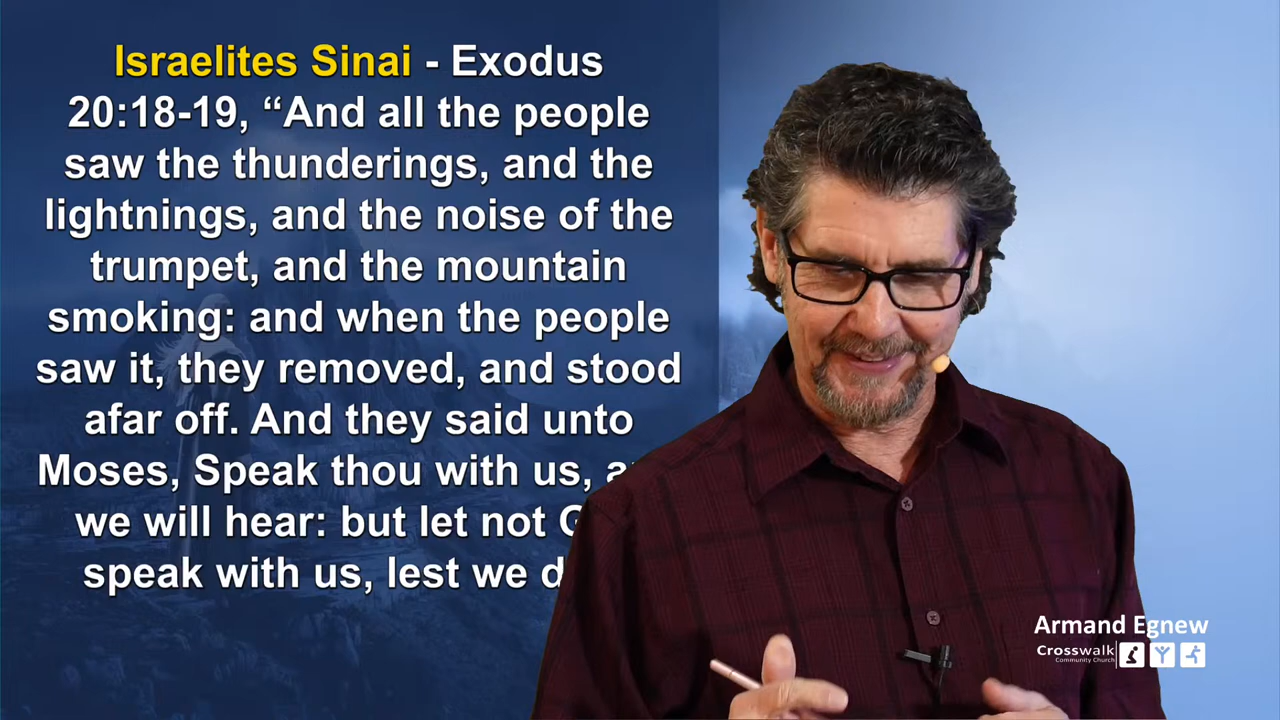 Israelites Sinai - Exodus
20:18-19, “And all the people
saw the thunderings, and the
lightnings, and the noise of the
trumpet, and the mountain
smoking: and when the people
saw it, they removed, and stood
afar off. And they said unto
Moses, Speak thou with us,
we will hear: but let not
speak with us, lest we
Armand Egnew
Crosswalk
Community Church